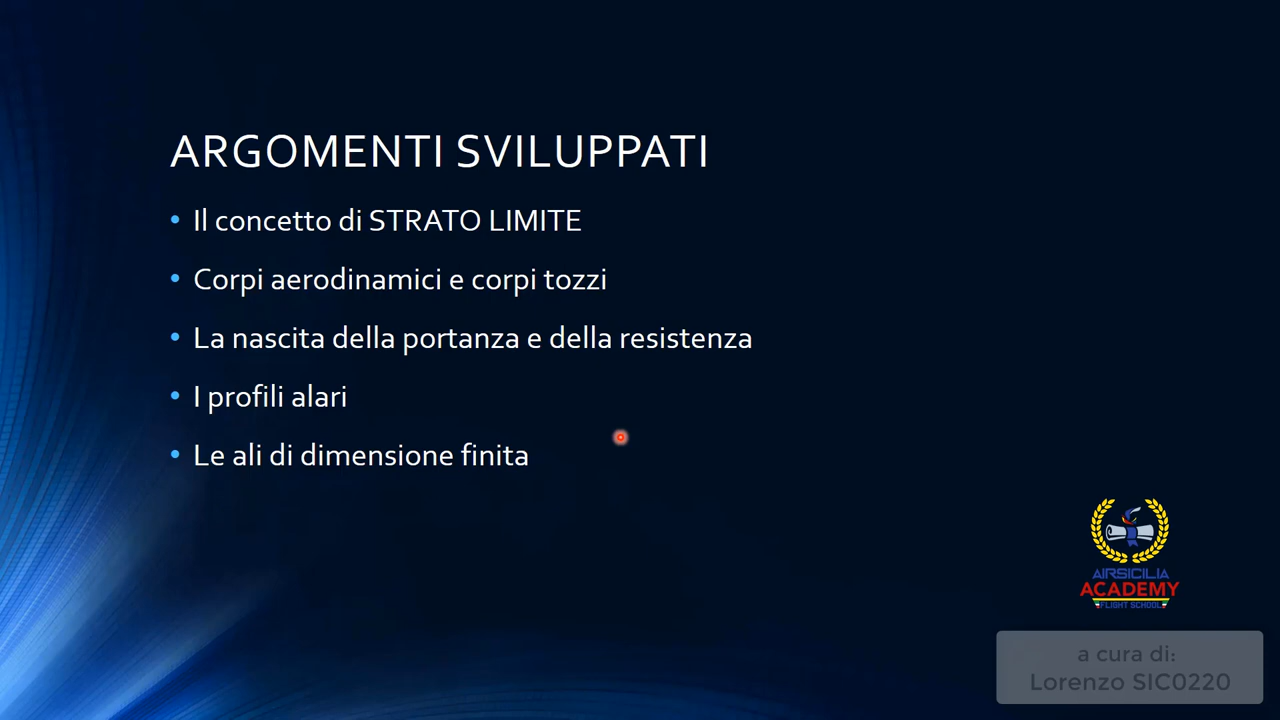 ARGOMENTI SVILUPPATI
• Il concetto di STRATO LIMITE
• Corpi aerodinamici e corpi tozzi
• La nascita della portanza e della resistenza
• I profili alari
• Le ali di dimensione finita
AIRSICILIA
ACADEMY
FLIGHT SCHOOL
a cura di:
Lorenzo SIC0220